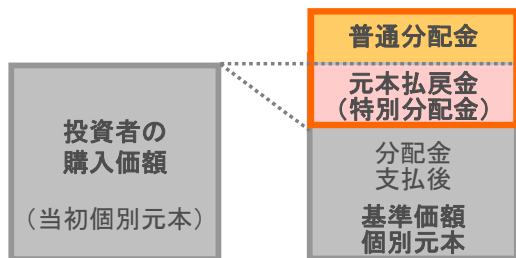 普通分配金
元本払戻金
（特別分配金）
投資者の
購入価額
（当初個別元本）
分配金
支払後
基準価額
個別元本